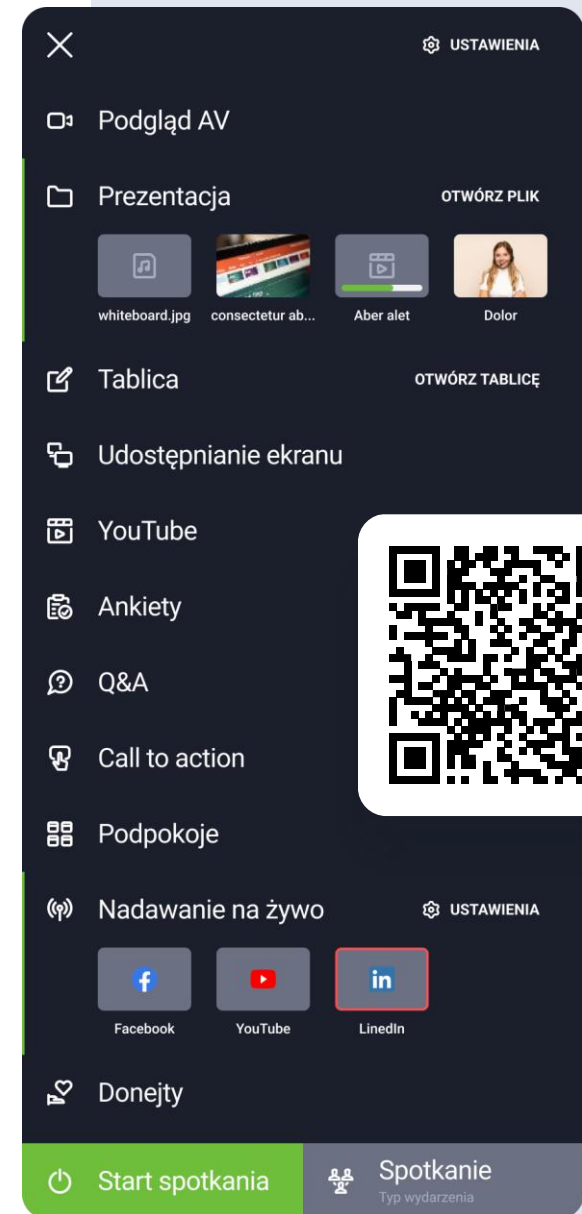 USTAWIENIA
Podgląd AV
Prezentacja OTWÓRZ PLIK
whiteboard.jpg consectetur ab... Aber alet Dolor
Tablica OTWÓRZ TABLICĘ
Udostępnianie ekranu
YouTube
Ankiety
Q&A
Call to action
Podpokoje
Nadawanie na żywo USTAWIENIA
Facebook YouTube LinedIn
Donejty
Start spotkania Spotkanie
Typ wydarzenia